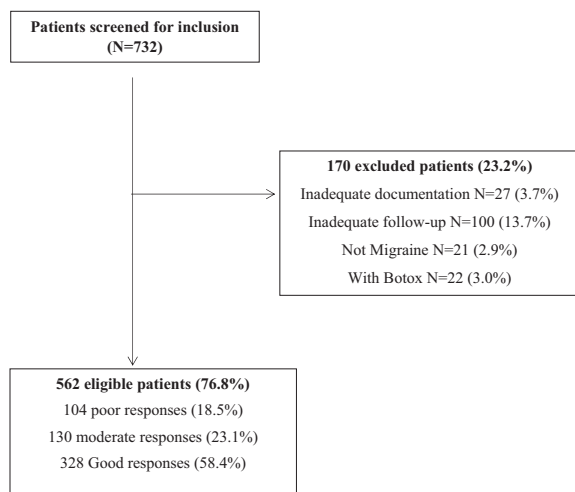 Patients screened for inclusion
(N=732)
170 excluded patients (23.2%)
Inadequate documentation N=27 (3.7%)
Inadequate follow-up N=100 (13.7%)
Not Migraine N=21 (2.9%)
With Botox N=22 (3.0%)
562 eligible patients (76.8%)
104 poor responses (18.5%)
130 moderate responses (23.1%)
328 Good responses (58.4%)